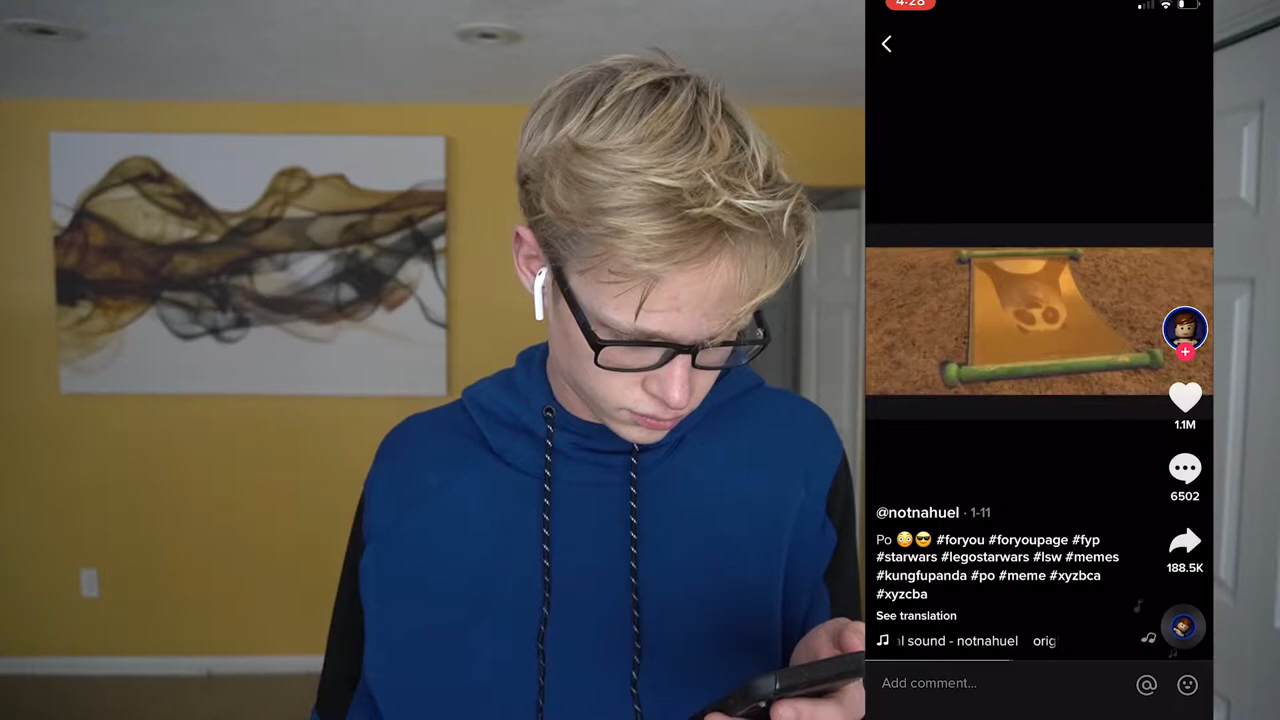 4:28
1.1M
6502
@notnahuel · 1-11
188.5K
Po 😳😎 #foryou #foryoupage #fyp
#starwars #legostarwars #lsw #memes
#kungfupanda #po #meme #xyzbca
#xyzcba
See translation
l sound - notnahuel orig
Add comment...